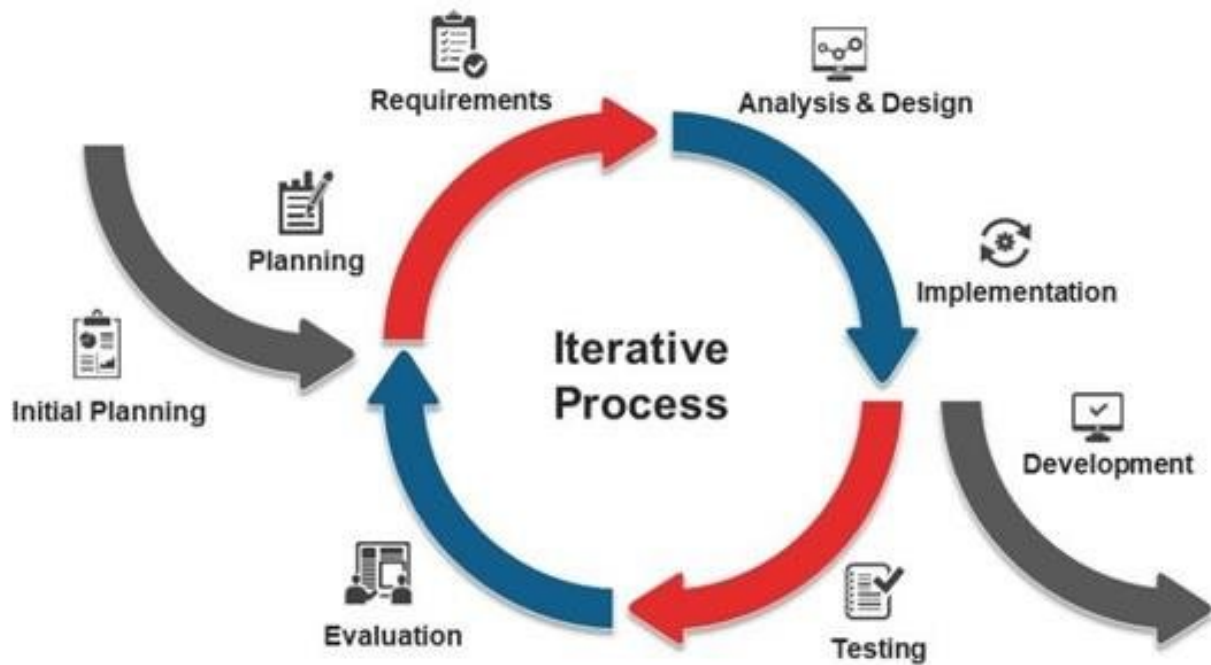 Requirements
Analysis & Design
Planning
Implementation
Iterative
Process
Initial Planning
Development
Evaluation
Testing